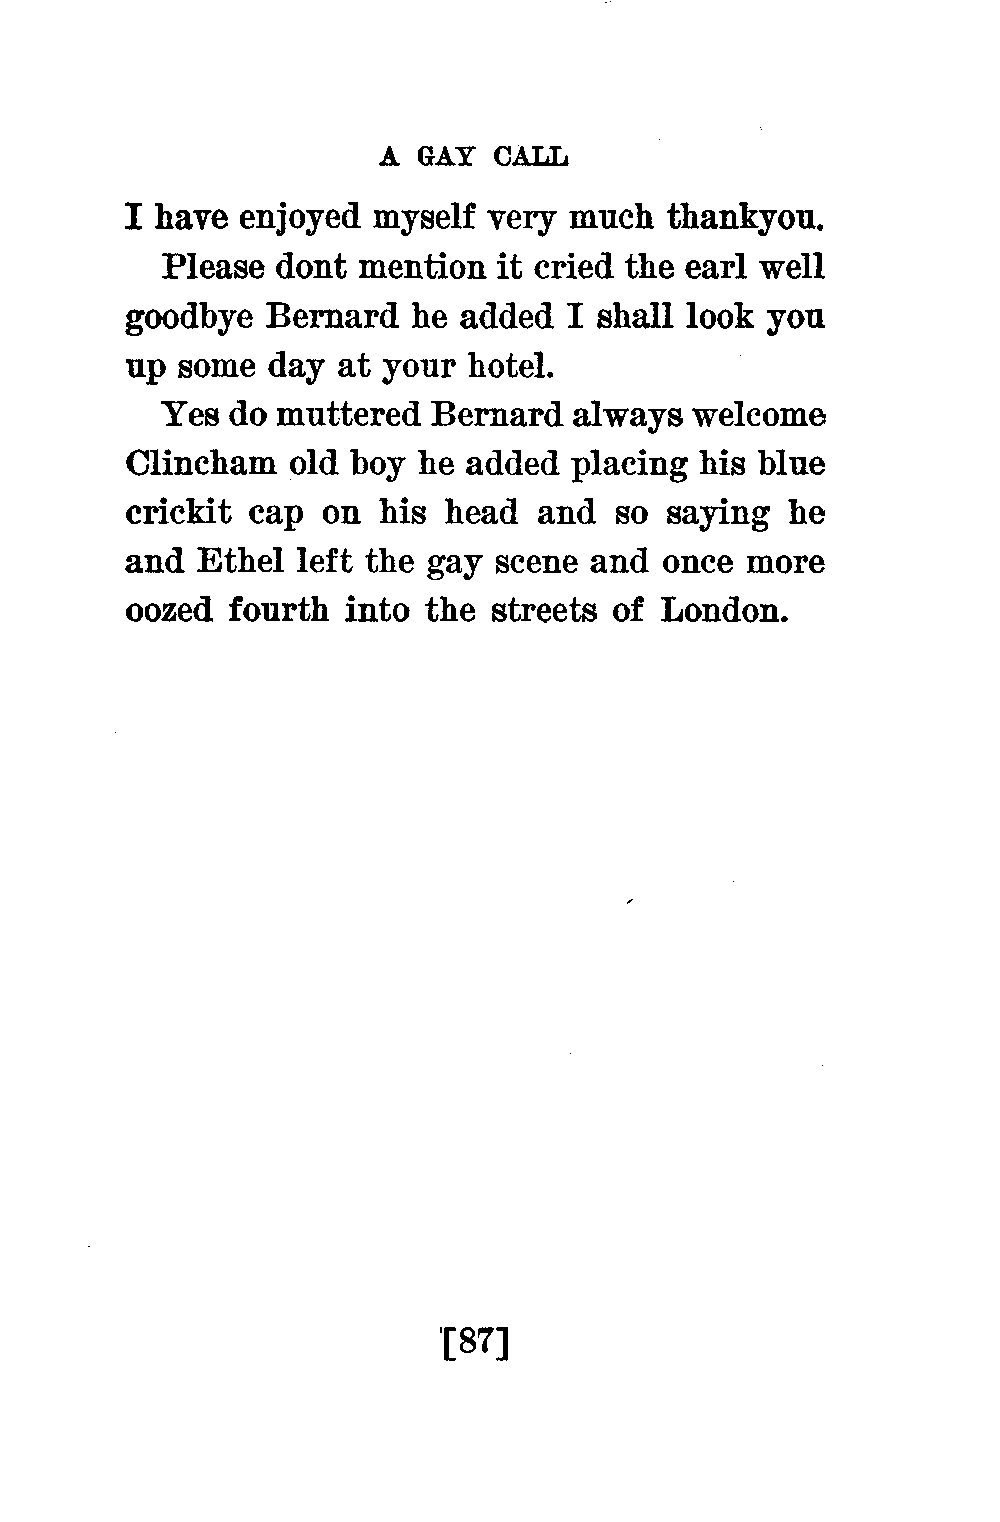 A GAY CALL
I have enjoyed myself very much thankyou.
Please dont mention it cried the earl well
goodbye Bernard he added I shall look you
up some day at your hotel.
Yes do muttered Bernard always welcome
Clincham old boy he added placing his blue
crickit cap on his head and so saying he
and Ethel left the gay scene and once more
oozed fourth into the streets of London.
[87]